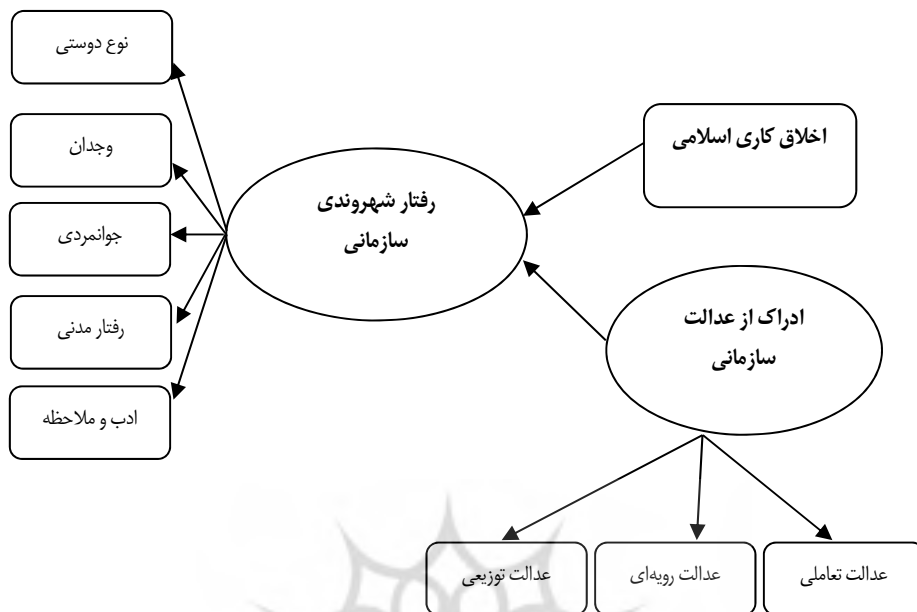 نوع دوستی
وجدان
جوانمردی
رفتار مدنی
ادب و ملاحظه
رفتار شهروندی
سازمانی
اخلاق کاری اسلامی
ادراک از عدالت
سازمانی
عدالت تعاملی
عدالت رویه‌ای
عدالت توزیعی